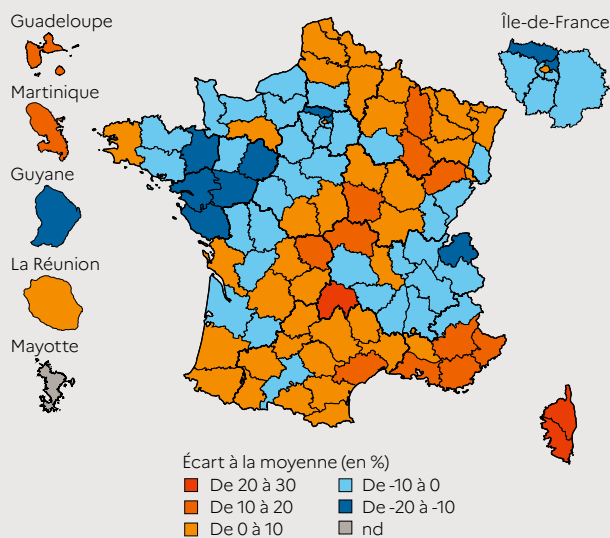 Guadeloupe
Île-de-France
Martinique
Guyane
La Réunion
Mayotte
Écart à la moyenne (en %)
De 20 à 30
De -10 à 0
De 10 à 20
De -20 à -10
De 0 à 10
nd